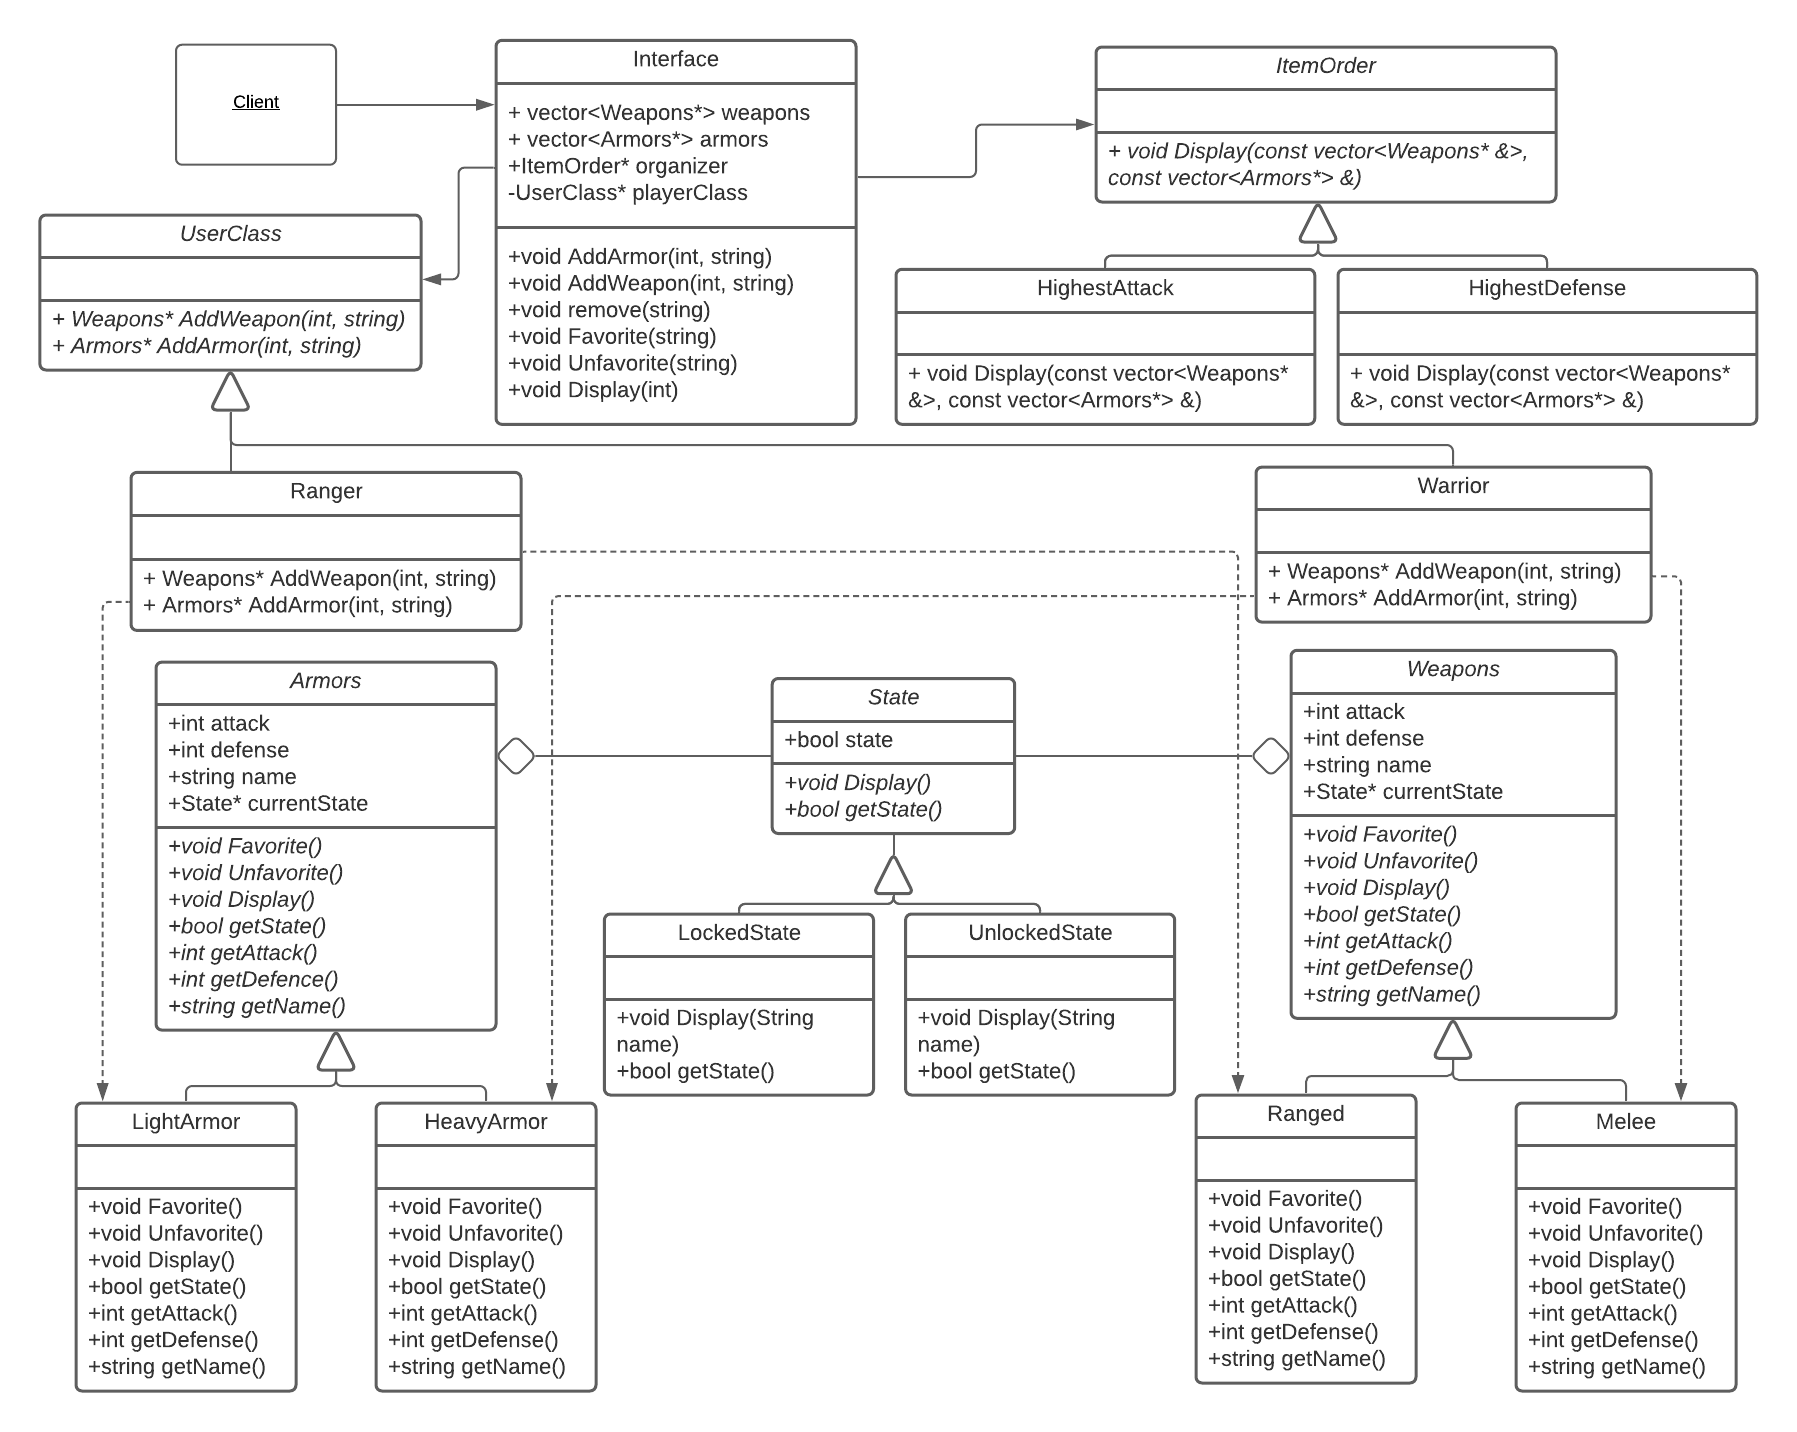 Client
Interface
+ vector<Weapons*> weapons
+ vector<Armors*> armors
+ItemOrder* organizer
-UserClass* playerClass
+void AddArmor(int, string)
+void AddWeapon(int, string)
+void remove(string)
+void Favorite(string)
+void Unfavorite(string)
+void Display(int)
ItemOrder
+ void Display(const vector<Weapons* &>,
const vector<Armors*> &)
UserClass
+ Weapons* AddWeapon(int, string)
+ Armors* AddArmor(int, string)
HighestAttack
+ void Display(const vector<Weapons*
&>, const vector<Armors*> &)
HighestDefense
+ void Display(const vector<Weapons*
&>, const vector<Armors*> &)
Ranger
+ Weapons* AddWeapon(int, string)
+ Armors* AddArmor(int, string)
Warrior
+ Weapons* AddWeapon(int, string)
+ Armors* AddArmor(int, string)
Armors
+int attack
+int defense
+string name
+State* currentState
+void Favorite()
+void Unfavorite()
+void Display()
+bool getState()
+int getAttack()
+int getDefence()
+string getName()
State
+bool state
+void Display()
+bool getState()
Weapons
+int attack
+int defense
+string name
+State* currentState
+void Favorite()
+void Unfavorite()
+void Display()
+bool getState()
+int getAttack()
+int getDefense()
+string getName()
LockedState
+void Display(String
name)
+bool getState()
UnlockedState
+void Display(String
name)
+bool getState()
LightArmor
+void Favorite()
+void Unfavorite()
+void Display()
+bool getState()
+int getAttack()
+int getDefense()
+string getName()
HeavyArmor
+void Favorite()
+void Unfavorite()
+void Display()
+bool getState()
+int getAttack()
+int getDefense()
+string getName()
Ranged
+void Favorite()
+void Unfavorite()
+void Display()
+bool getState()
+int getAttack()
+int getDefense()
+string getName()
Melee
+void Favorite()
+void Unfavorite()
+void Display()
+bool getState()
+int getAttack()
+int getDefense()
+string getName()